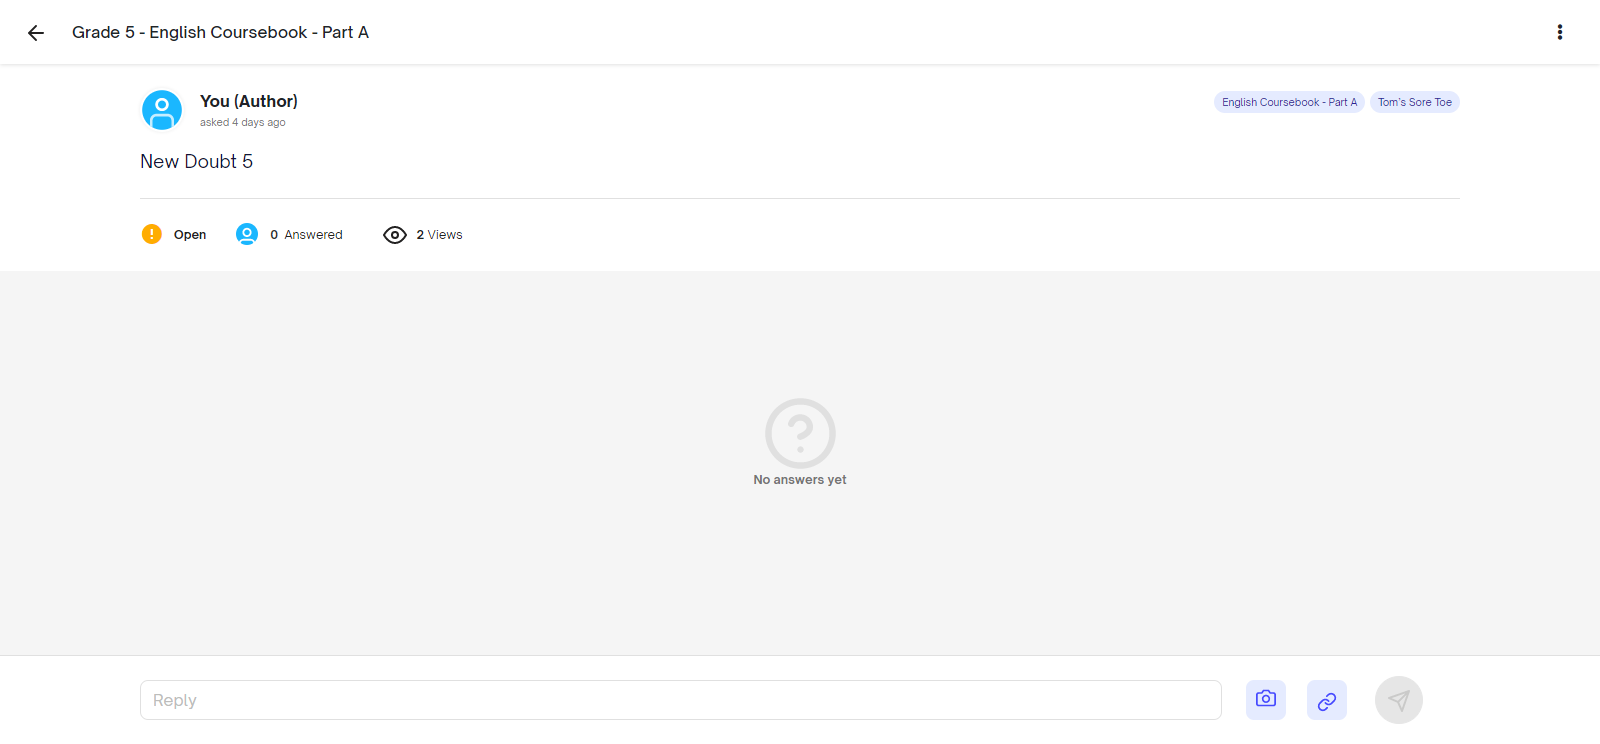 Grade 5 - English Coursebook - Part A
You (Author)
asked 4 days ago
English Coursebook - Part A
Tom's Sore Toe
New Doubt 5
Open
0 Answered
2 Views
No answers yet
Reply